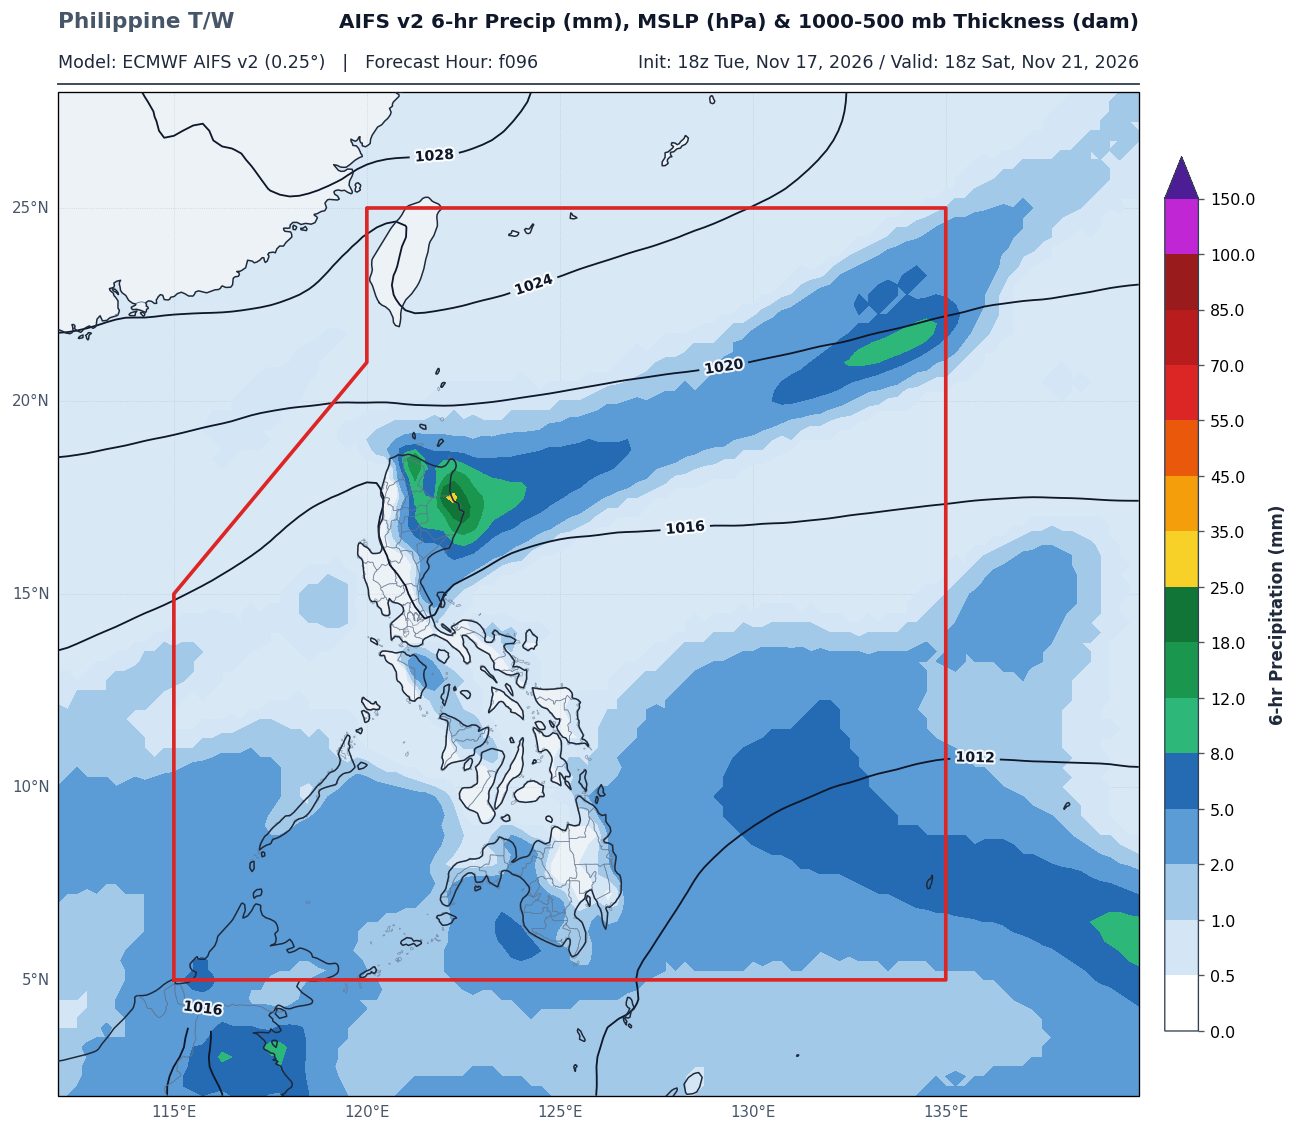 Philippine T/W
AIFS v2 6-hr Precip (mm), MSLP (hPa) & 1000-500 mb Thickness (dam)
Model: ECMWF AIFS v2 (0.25°) | Forecast Hour: f096
Init: 18z Tue, Nov 17, 2026 / Valid: 18z Sat, Nov 21, 2026
1028
1024
1020
1016
1012
1016
25°N
20°N
15°N
10°N
5°N
115°E
120°E
125°E
130°E
135°E
150.0
100.0
85.0
70.0
55.0
45.0
35.0
25.0
18.0
12.0
8.0
5.0
2.0
1.0
0.5
0.0
6-hr Precipitation (mm)